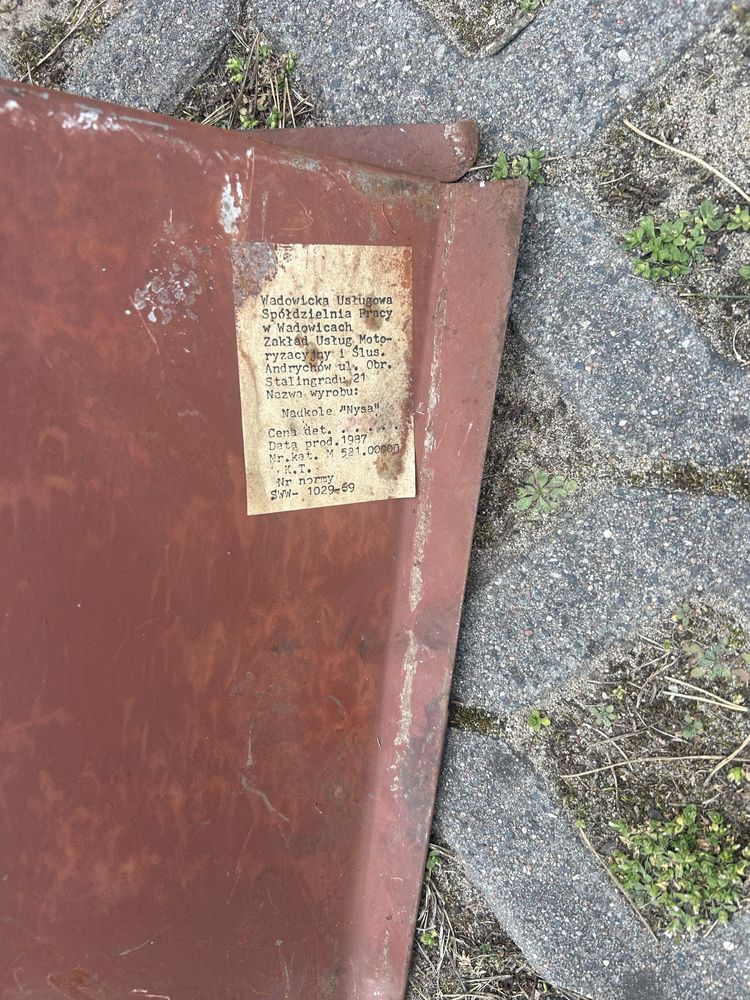 Wadowicka Usługowa
Spółdzielnia Pracy
w Wadowicach
Zakład Usług Moto-
ryzacyjny i Ślus.
Andrychów ul. Obr.
Stalingradu 21
Nazwa wyrobu:
Nadkole "Nysa"
Cena det. . . . . . .
Data prod.1987
Nr.kat. M 521.00000
K.T.
Nr normy
SWW- 1029-69